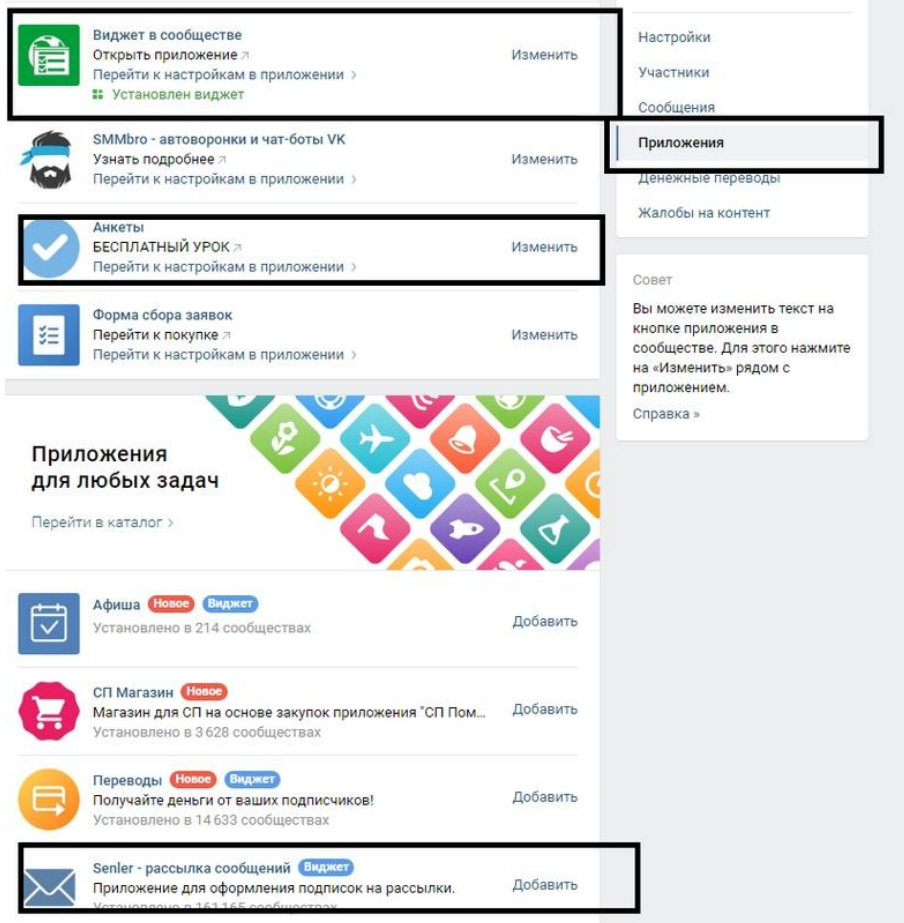 Виджет в сообществе
Открыть приложение
Перейти к настройкам в приложении
Установлен виджет
Изменить
SMMbro - автоворонки и чат-боты VK
Узнать подробнее
Перейти к настройкам в приложении
Изменить
Анкеты
БЕСПЛАТНЫЙ УРОК
Перейти к настройкам в приложении
Изменить
Форма сбора заявок
Перейти к покупке
Перейти к настройкам в приложении
Изменить
Приложения
для любых задач
Перейти в каталог
Афиша Новое Виджет
Установлено в 214 сообществах
Добавить
СП Магазин Новое
Магазин для СП на основе закупок приложения "СП Пом...
Установлено в 3 628 сообществах
Добавить
Переводы Новое Виджет
Получайте деньги от ваших подписчиков!
Установлено в 14 633 сообществах
Добавить
Senler - рассылка сообщений Виджет
Приложение для оформления подписок на рассылки.
Установлено в 161 165 сообществах
Добавить
Настройки
Участники
Сообщения
Приложения
Денежные переводы
Жалобы на контент
Совет
Вы можете изменить текст на
кнопке приложения в
сообществе. Для этого нажмите
на «Изменить» рядом с
приложением.
Справка »